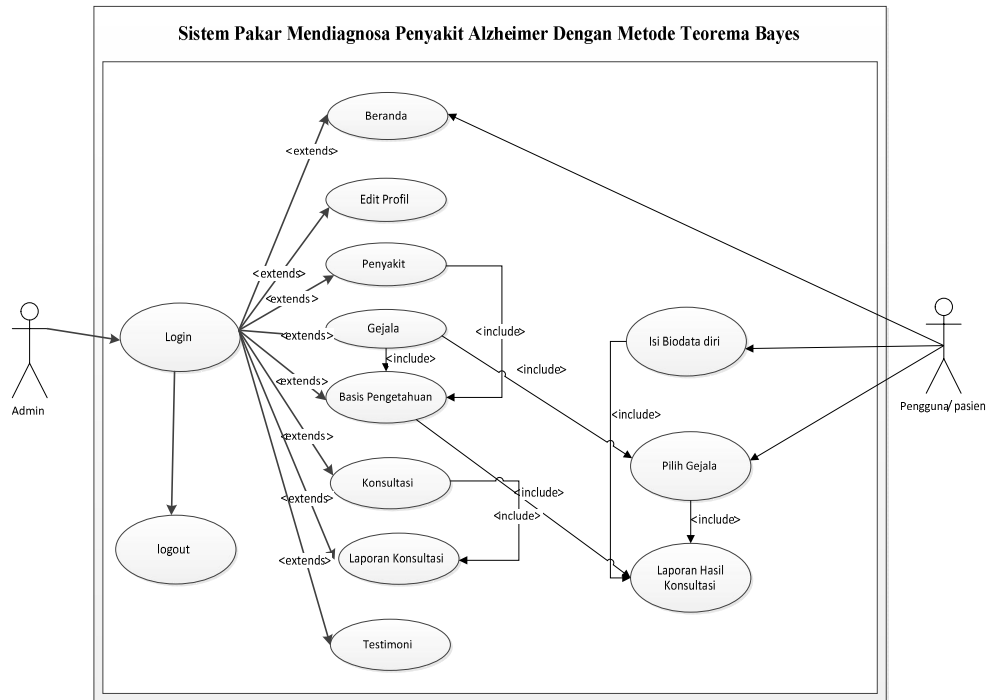 Sistem Pakar Mendiagnosa Penyakit Alzheimer Dengan Metode Teorema Bayes
Beranda
<extends>
Edit Profil
<extends>
Penyakit
<extends>
Gejala
<extends>
<include>
<include>
<include>
Login
Admin
Isi Biodata diri
Pengguna/ pasien
<extends>
Basis Pengetahuan
<include>
<extends>
Pilih Gejala
Konsultasi
<include>
<extends>
<include>
<include>
logout
<extends>
Laporan Konsultasi
Laporan Hasil
Konsultasi
Testimoni